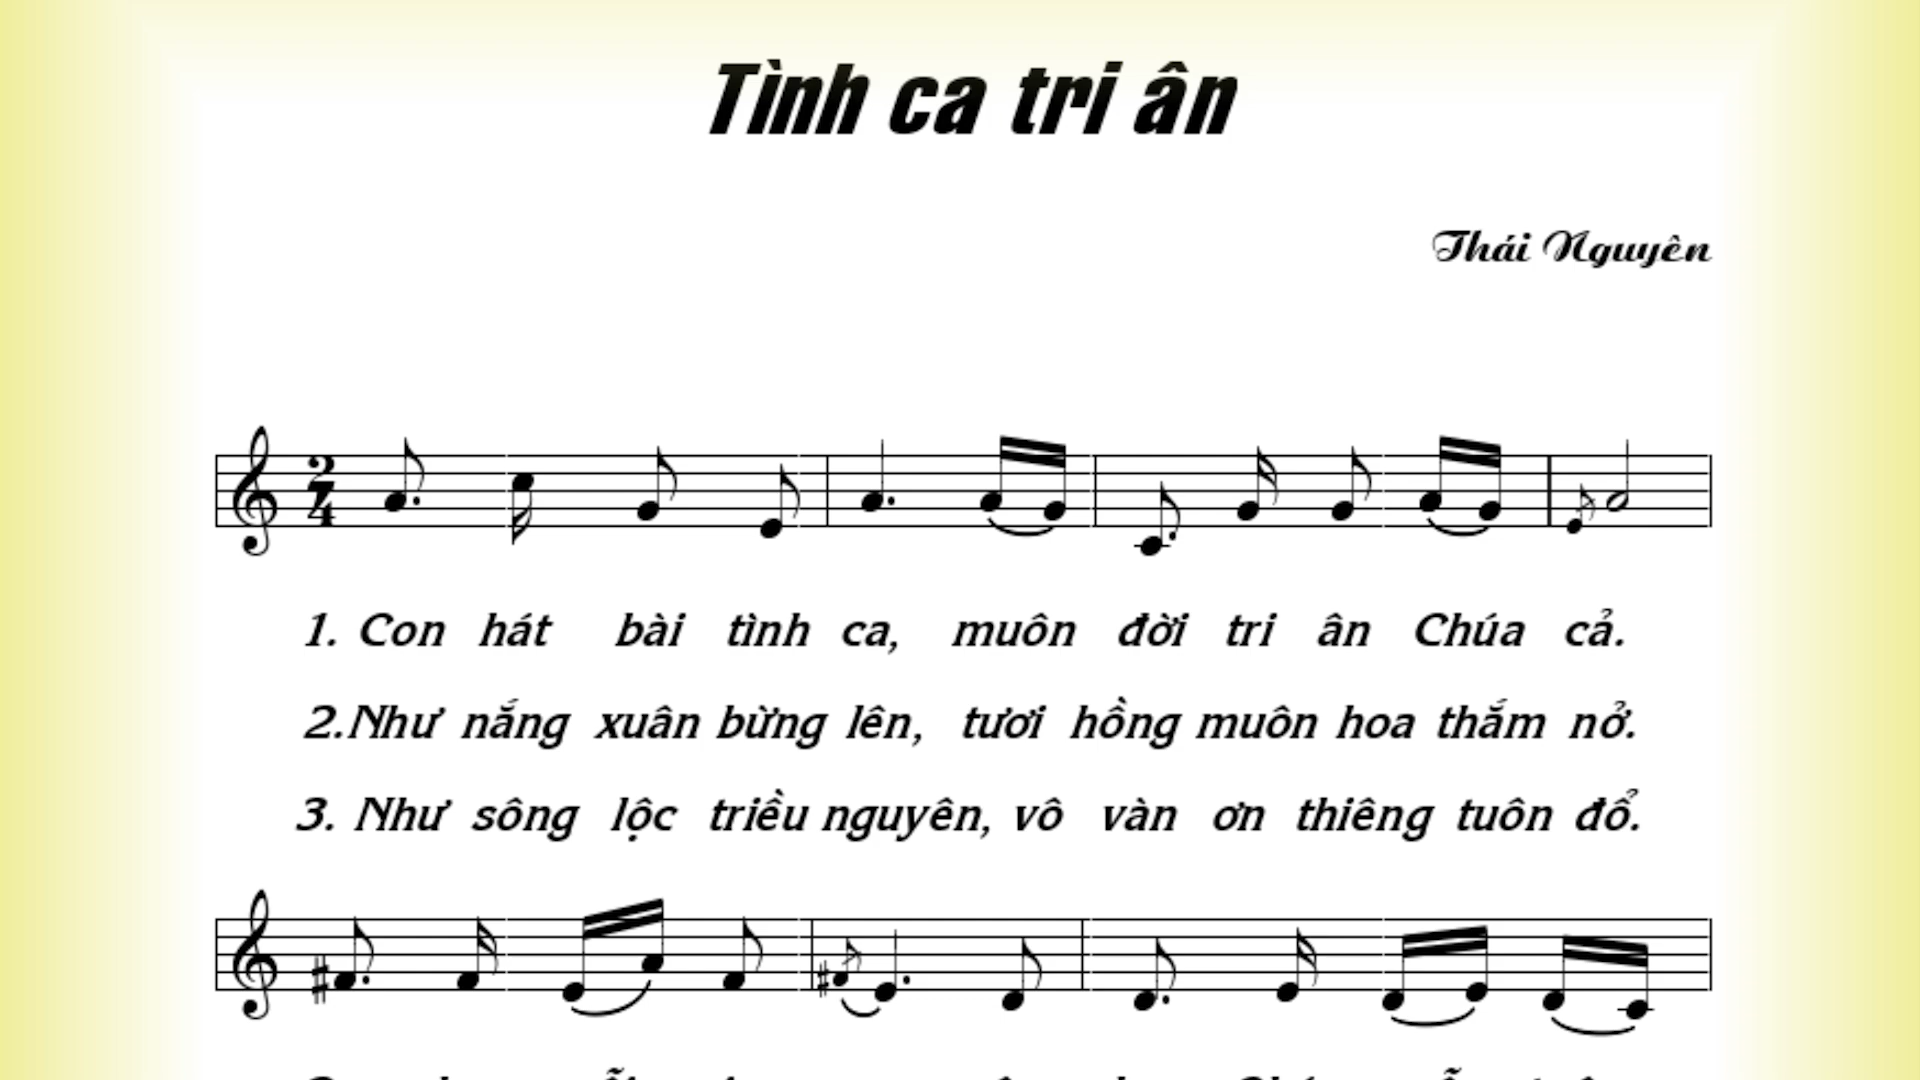 Tình ca tri ân
Thái Nguyên
2
4
1. Con hát bài tình ca, muôn đời tri ân Chúa cả.
2.Như nắng xuân bừng lên, tươi hồng muôn hoa thắm nở.
3. Như sông lộc triều nguyên, vô vàn ơn thiêng tuôn đổ.